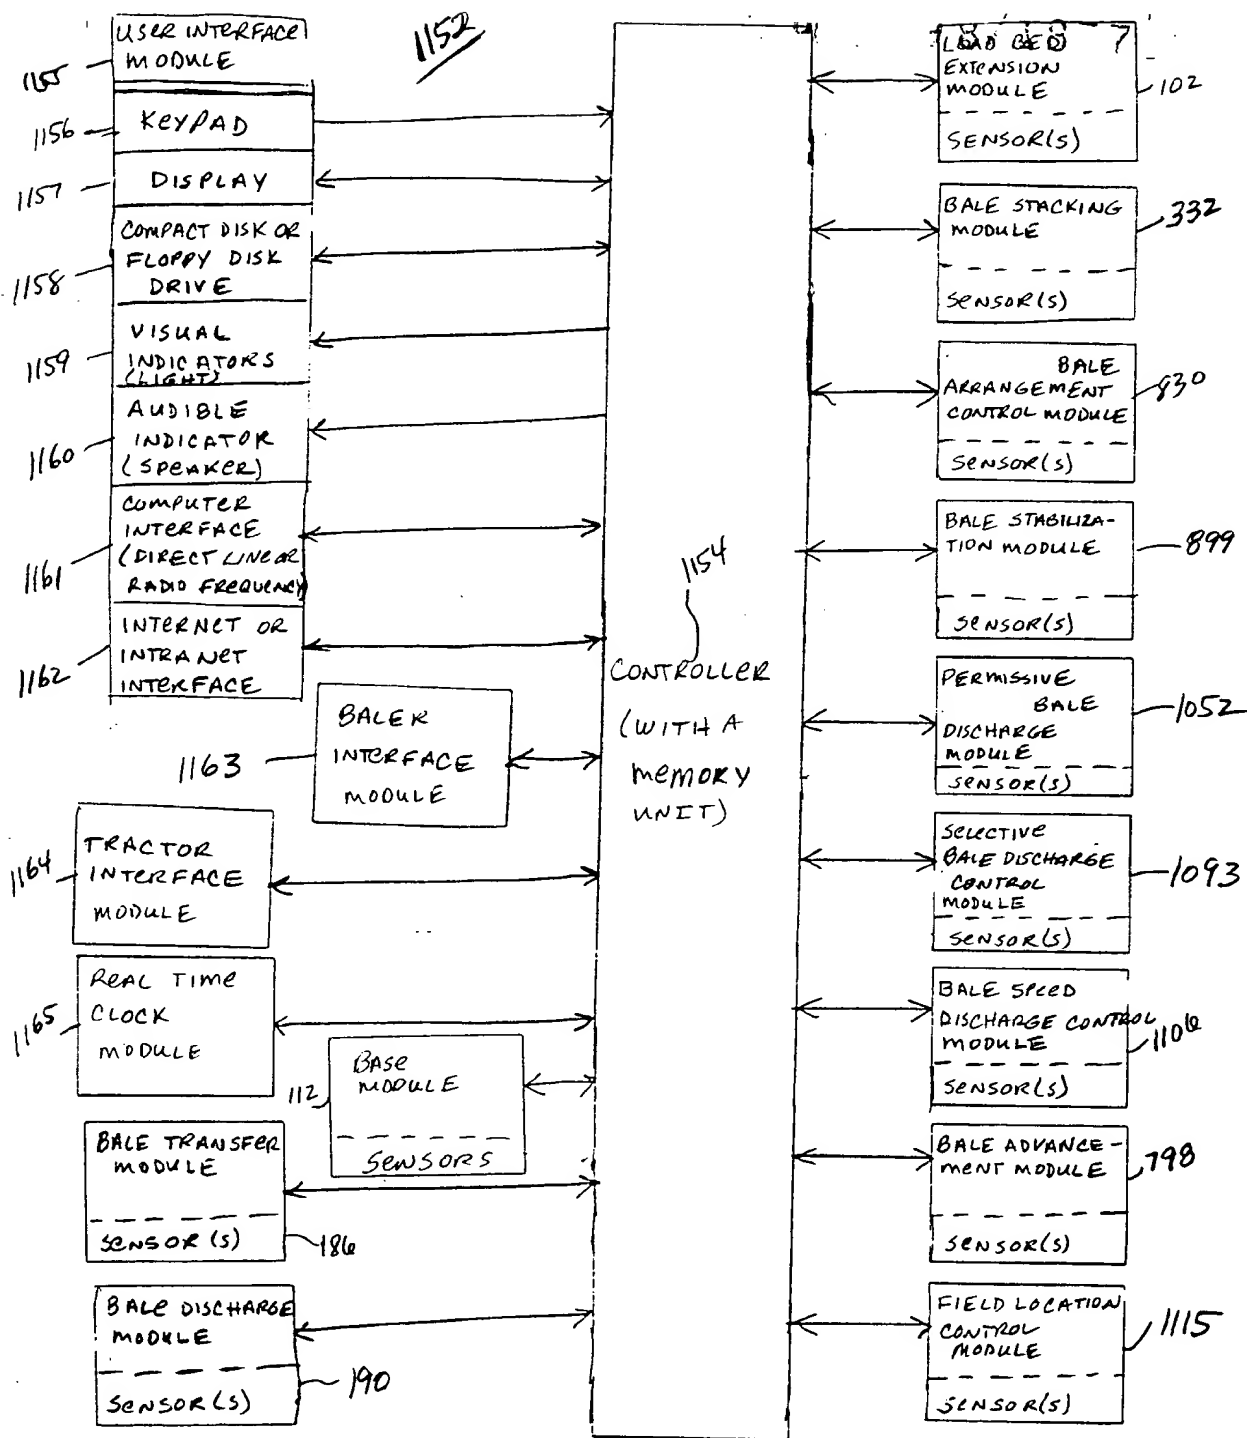 1152
USER INTERFACE
MODULE
1155
KEYPAD
1156
DISPLAY
1157
COMPACT DISK OR
FLOPPY DISK
DRIVE
1158
VISUAL
INDICATORS
(LIGHT)
1159
AUDIBLE
INDICATOR
(SPEAKER)
1160
COMPUTER
INTERFACE
(DIRECT LINE OR
RADIO FREQUENCY)
1161
INTERNET OR
INTRANET
INTERFACE
1162
BALER
INTERFACE
MODULE
1163
TRACTOR
INTERFACE
MODULE
1164
REAL TIME
CLOCK
MODULE
1165
BASE
MODULE
SENSORS
112
BALE TRANSFER
MODULE
SENSOR(S)
186
BALE DISCHARGE
MODULE
SENSOR(S)
190
1154
CONTROLLER
(WITH A
MEMORY
UNIT)
LOAD BED
EXTENSION
MODULE
SENSOR(S)
102
BALE STACKING
MODULE
SENSOR(S)
332
BALE
ARRANGEMENT
CONTROL MODULE
SENSOR(S)
830
BALE STABILIZA-
TION MODULE
SENSOR(S)
899
PERMISSIVE
BALE
DISCHARGE
MODULE
SENSOR(S)
1052
SELECTIVE
BALE DISCHARGE
CONTROL
MODULE
SENSOR(S)
1093
BALE SPEED
DISCHARGE CONTROL
MODULE
SENSOR(S)
1106
BALE ADVANCE-
MENT MODULE
SENSOR(S)
798
FIELD LOCATION
CONTROL
MODULE
SENSOR(S)
1115